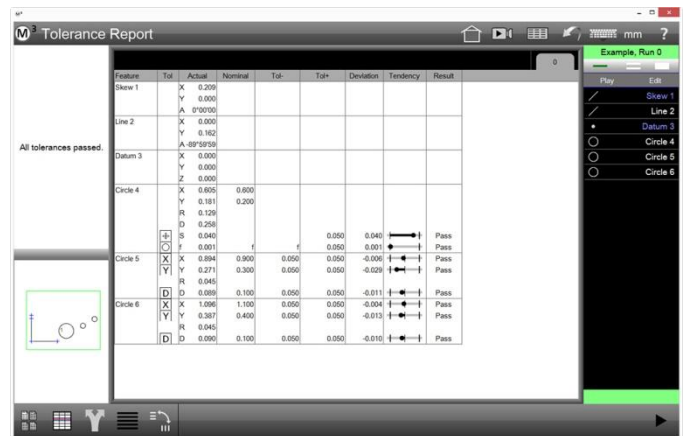 M³
M³ Tolerance Report
mm ?
All tolerances passed.
0
Feature Tol Actual Nominal Tol- Tol+ Deviation Tendency Result
Skew 1 X 0.209
Y 0.000
A 0°00'00
Line 2 X 0.000
Y 0.162
A -89°59'59
Datum 3 X 0.000
Y 0.000
Z 0.000
Circle 4 X 0.605 0.600
Y 0.181 0.200
R 0.129
D 0.258
S 0.040 0.050 0.040 Pass
f 0.001 f f 0.050 0.001 Pass
Circle 5 X X 0.894 0.900 0.050 0.050 -0.006 Pass
Y Y 0.271 0.300 0.050 0.050 -0.029 Pass
R 0.045
D D 0.089 0.100 0.050 0.050 -0.011 Pass
Circle 6 X X 1.096 1.100 0.050 0.050 -0.004 Pass
Y Y 0.387 0.400 0.050 0.050 -0.013 Pass
R 0.045
D D 0.090 0.100 0.050 0.050 -0.010 Pass
Example, Run 0
Play Edit
Skew 1
Line 2
Datum 3
Circle 4
Circle 5
Circle 6